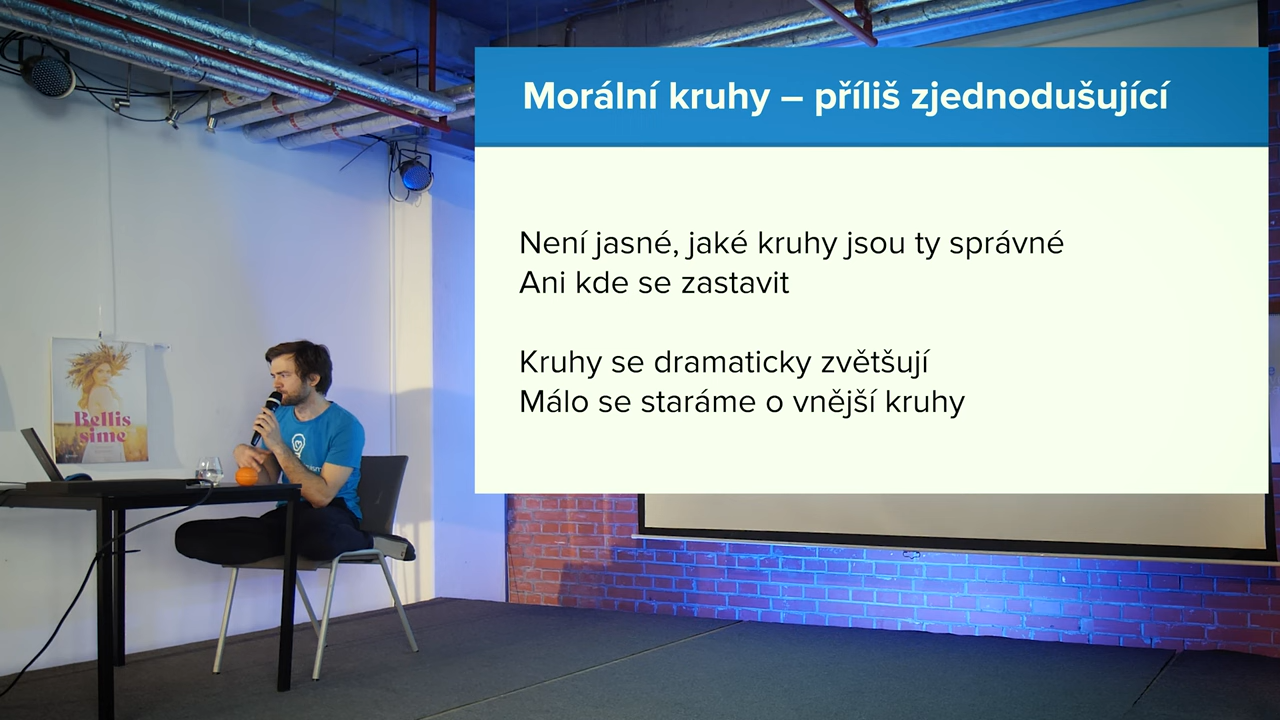 Morální kruhy – příliš zjednodušující
Není jasné, jaké kruhy jsou ty správné
Ani kde se zastavit
Kruhy se dramaticky zvětšují
Málo se staráme o vnější kruhy
Bellis
sime